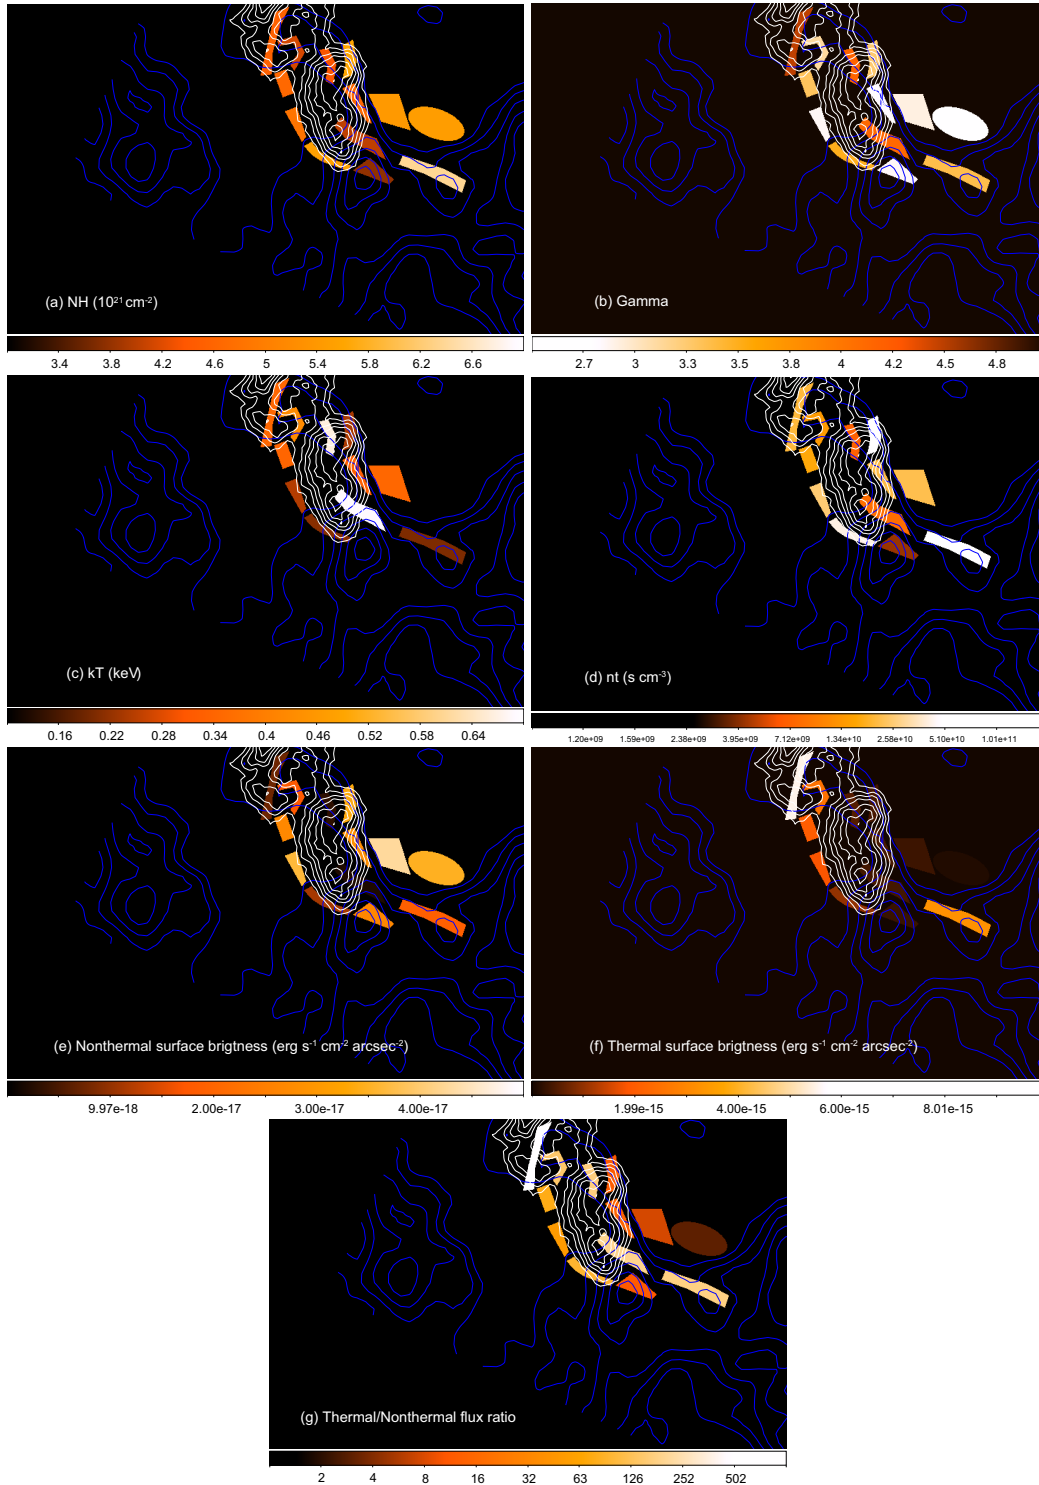 (a) NH (10²¹ cm⁻²)
3.4 3.8 4.2 4.6 5 5.4 5.8 6.2 6.6
(b) Gamma
2.7 3 3.3 3.5 3.8 4 4.2 4.5 4.8
(c) kT (keV)
0.16 0.22 0.28 0.34 0.4 0.46 0.52 0.58 0.64
(d) nt (s cm⁻³)
1.20e+09 1.59e+09 2.38e+09 3.95e+09 7.12e+09 1.34e+10 2.58e+10 5.10e+10 1.01e+11
(e) Nonthermal surface brigtness (erg s⁻¹ cm⁻² arcsec⁻²)
9.97e-18 2.00e-17 3.00e-17 4.00e-17
(f) Thermal surface brigtness (erg s⁻¹ cm⁻² arcsec⁻²)
1.99e-15 4.00e-15 6.00e-15 8.01e-15
(g) Thermal/Nonthermal flux ratio
2 4 8 16 32 63 126 252 502